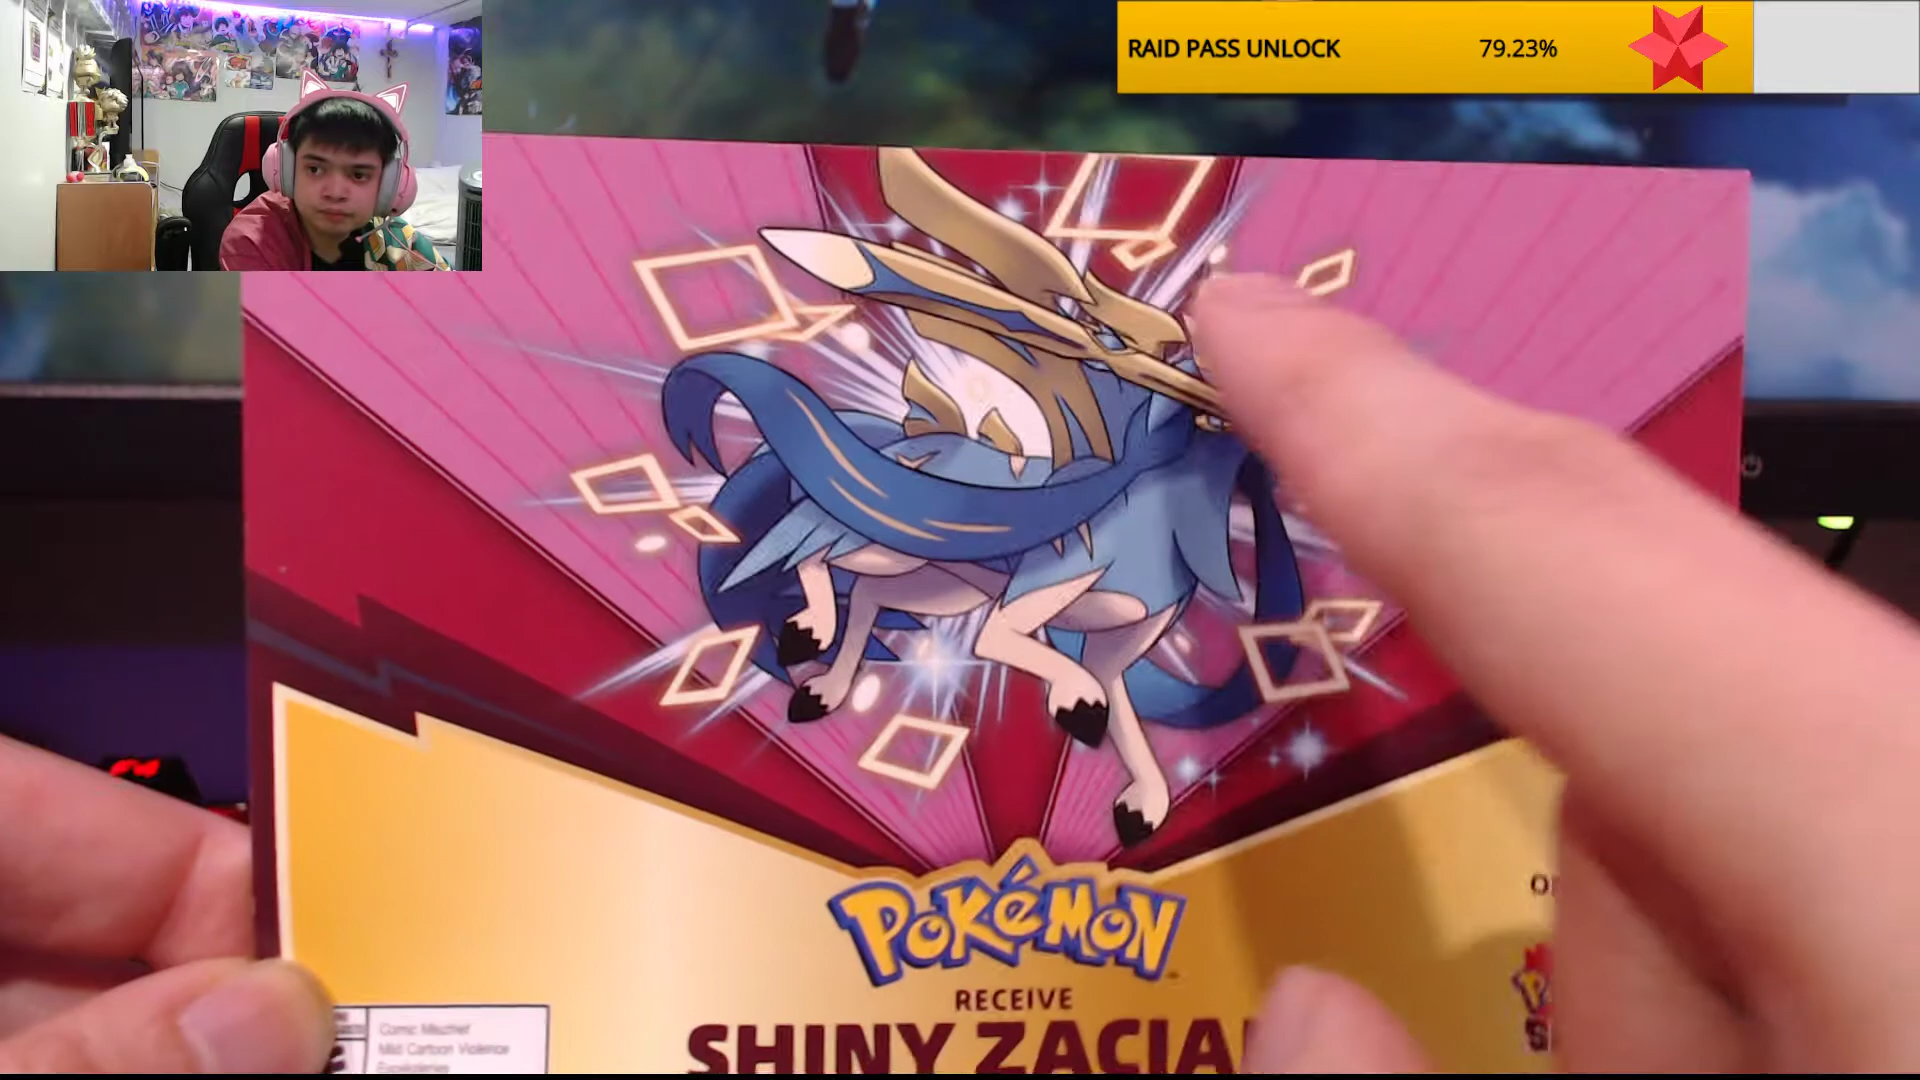 RAID PASS UNLOCK 79.23%
POKéMON
RECEIVE
SHINY ZACIA
Comic Mischief
Mild Cartoon Violence